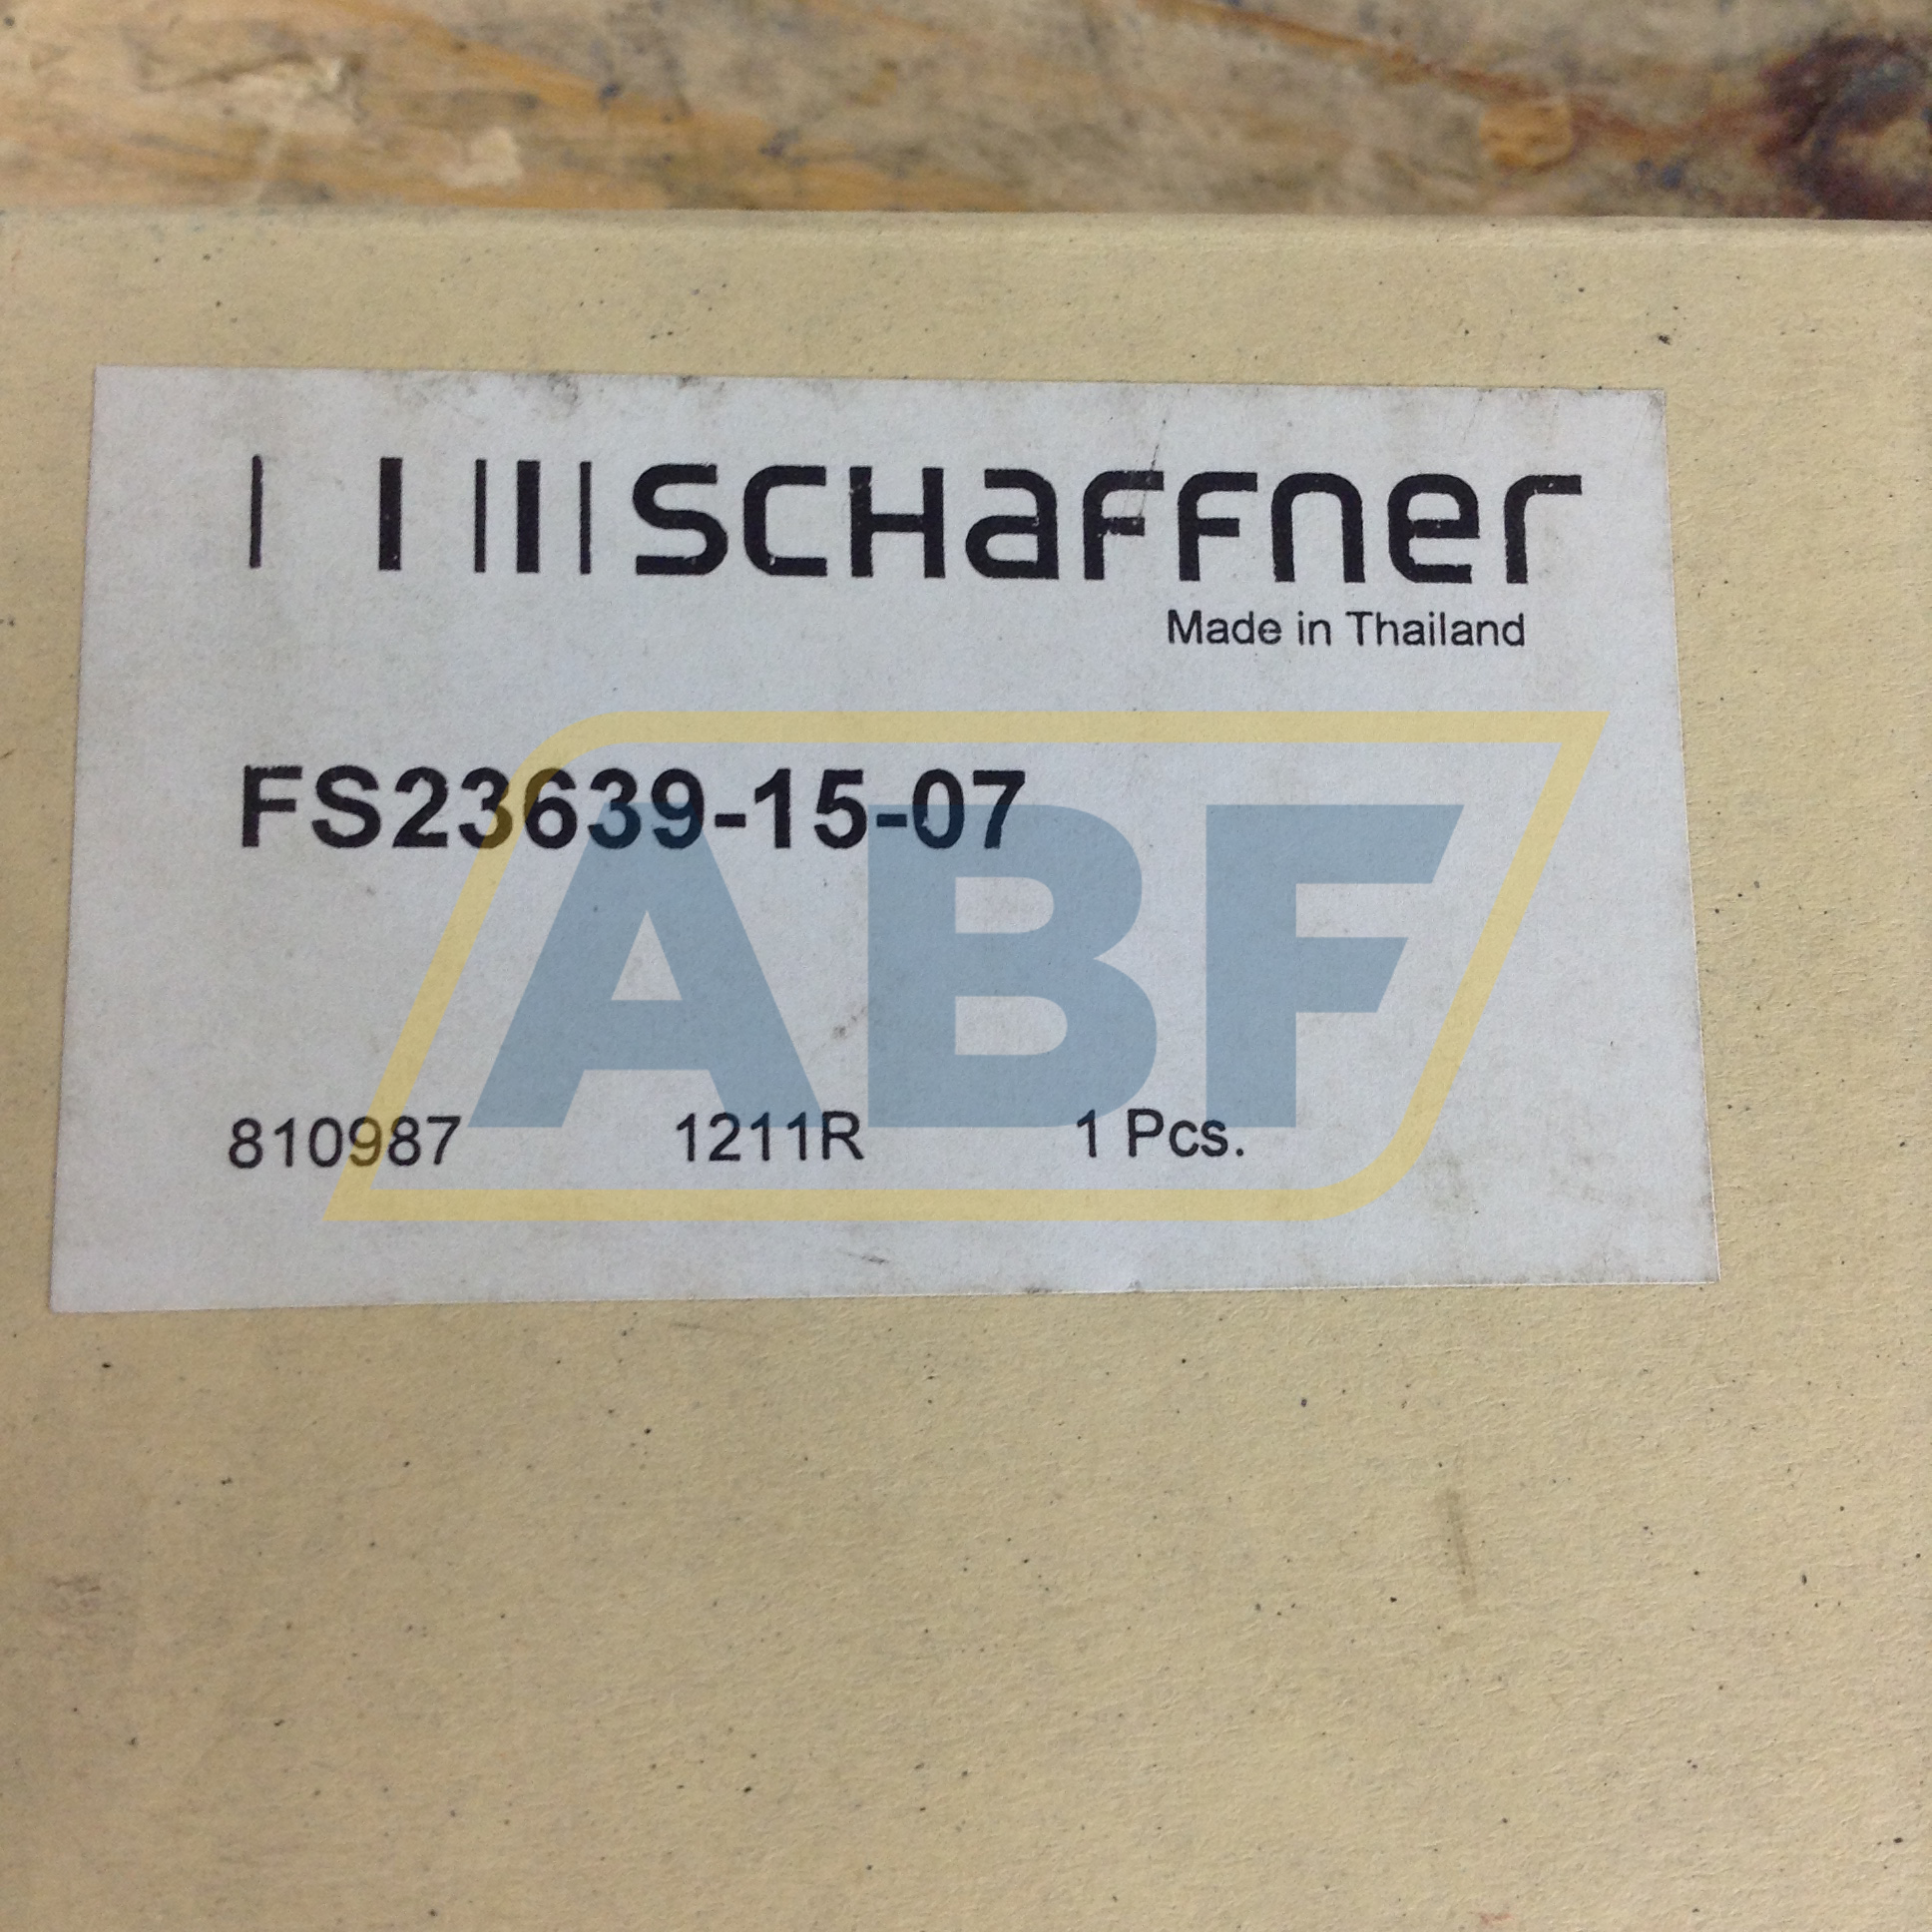 SCHaFFner
Made in Thailand
FS23639-15-07
ABF
810987 1211R 1 Pcs.